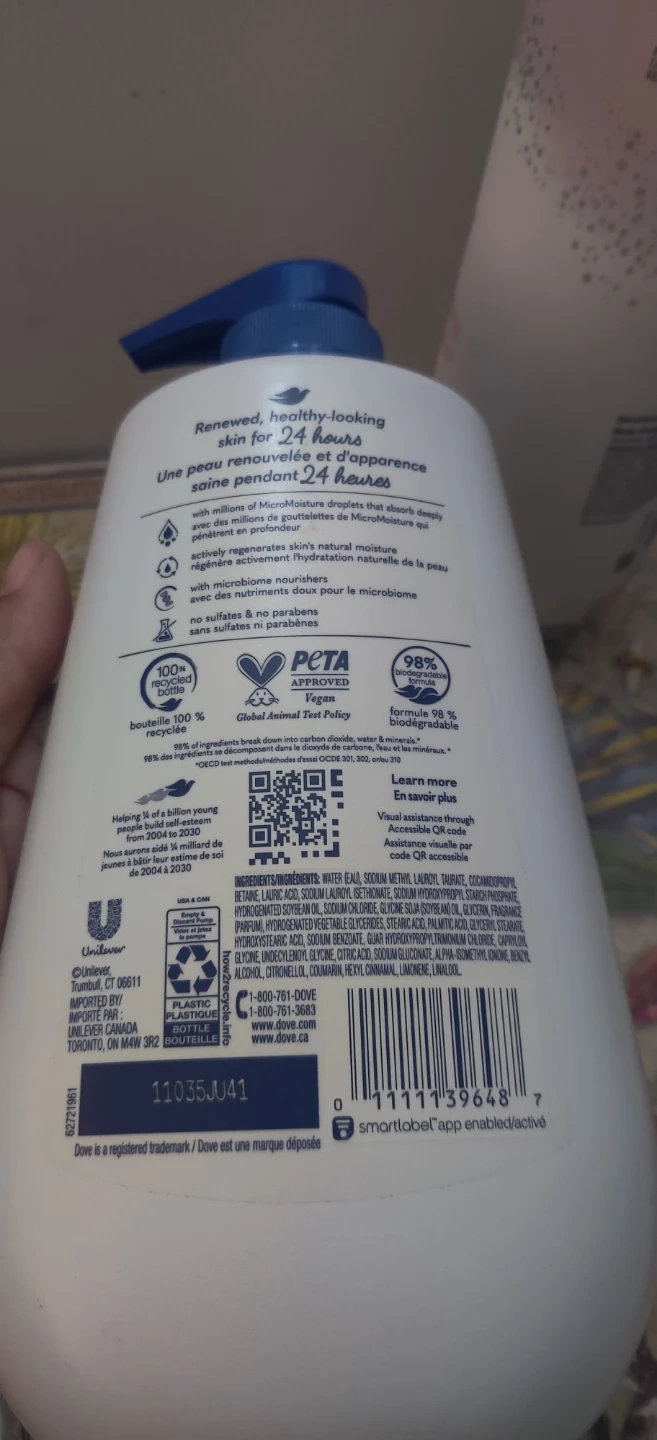 Renewed, healthy-looking
skin for 24 hours
Une peau renouvelée et d'apparence
saine pendant 24 heures
with millions of MicroMoisture droplets that absorb deeply
avec des millions de gouttelettes de MicroMoisture qui
pénètrent en profondeur
actively regenerates skin's natural moisture
régénère activement l'hydratation naturelle de la peau
with microbiome nourishers
avec des nutriments doux pour le microbiome
no sulfates & no parabens
sans sulfates ni parabènes
100%
recycled
bottle
bouteille 100 %
recyclée
PETA
APPROVED
Vegan
Global Animal Test Policy
98%
biodegradable
formula
formule 98 %
biodégradable
98% of ingredients break down into carbon dioxide, water & minerals.*
98% des ingrédients se décomposent dans le dioxyde de carbone, l'eau et les minéraux.*
*OECD test methods/méthodes d'essai OCDE 301, 302, or/ou 310
Helping ¼ of a billion young
people build self-esteem
from 2004 to 2030
Nous aurons aidé ¼ milliard de
jeunes à bâtir leur estime de soi
de 2004 à 2030
Learn more
En savoir plus
Visual assistance through
Accessible QR code
Assistance visuelle par
code QR accessible
INGREDIENTS/INGRÉDIENTS: WATER (EAU), SODIUM METHYL LAUROYL TAURATE, COCAMIDOPROPYL
BETAINE, LAURIC ACID, SODIUM LAUROYL ISETHIONATE, SODIUM HYDROXYPROPYL STARCH PHOSPHATE,
HYDROGENATED SOYBEAN OIL, SODIUM CHLORIDE, GLYCINE SOJA (SOYBEAN) OIL, GLYCERIN, FRAGRANCE
(PARFUM), HYDROGENATED VEGETABLE GLYCERIDES, STEARIC ACID, PALMITIC ACID, GLYCERYL STEARATE,
HYDROXYSTEARIC ACID, SODIUM BENZOATE, GUAR HYDROXYPROPYLTRIMONIUM CHLORIDE, CAPRYLOYL
GLYCINE, UNDECYLENOYL GLYCINE, CITRIC ACID, SODIUM GLUCONATE, ALPHA-ISOMETHYL IONONE, BENZYL
ALCOHOL, CITRONELLOL, COUMARIN, HEXYL CINNAMAL, LIMONENE, LINALOOL.
Unilever
©Unilever,
Trumbull, CT 06611
IMPORTED BY/
IMPORTÉ PAR :
UNILEVER CANADA
TORONTO, ON M4W 3R2
USA & CAN
Empty &
Discard Pump
Videz et jetez
la pompe
PLASTIC
PLASTIQUE
BOTTLE
BOUTEILLE
how2recycle.info
1-800-761-DOVE
1-800-761-3683
www.dove.com
www.dove.ca
62721961
11035JU41
0 11111 39648 7
smartlabel™ app enabled/activé
Dove is a registered trademark / Dove est une marque déposée